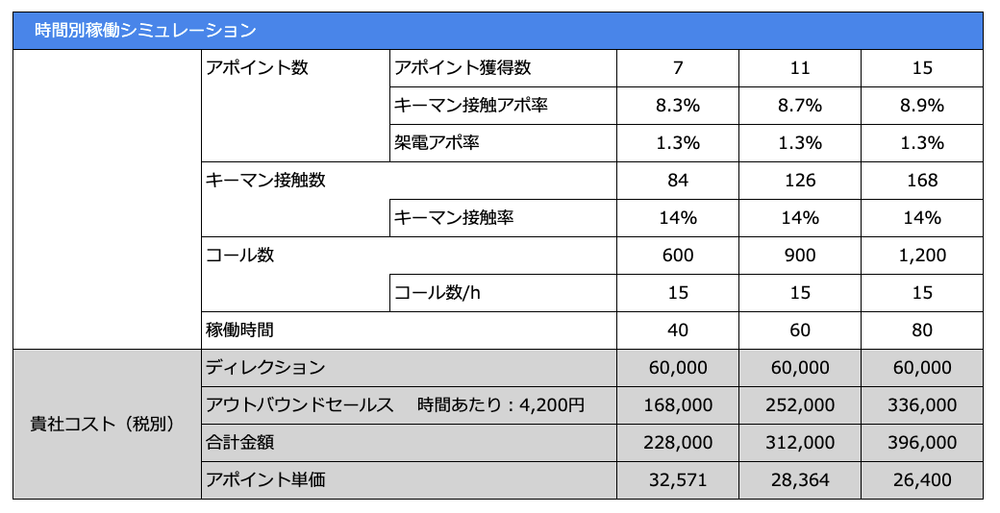 時間別稼働シミュレーション
アポイント数 アポイント獲得数 7 11 15
キーマン接触アポ率 8.3% 8.7% 8.9%
架電アポ率 1.3% 1.3% 1.3%
キーマン接触数 84 126 168
キーマン接触率 14% 14% 14%
コール数 600 900 1,200
コール数/h 15 15 15
稼働時間 40 60 80
貴社コスト（税別）
ディレクション 60,000 60,000 60,000
アウトバウンドセールス 時間あたり：4,200円 168,000 252,000 336,000
合計金額 228,000 312,000 396,000
アポイント単価 32,571 28,364 26,400